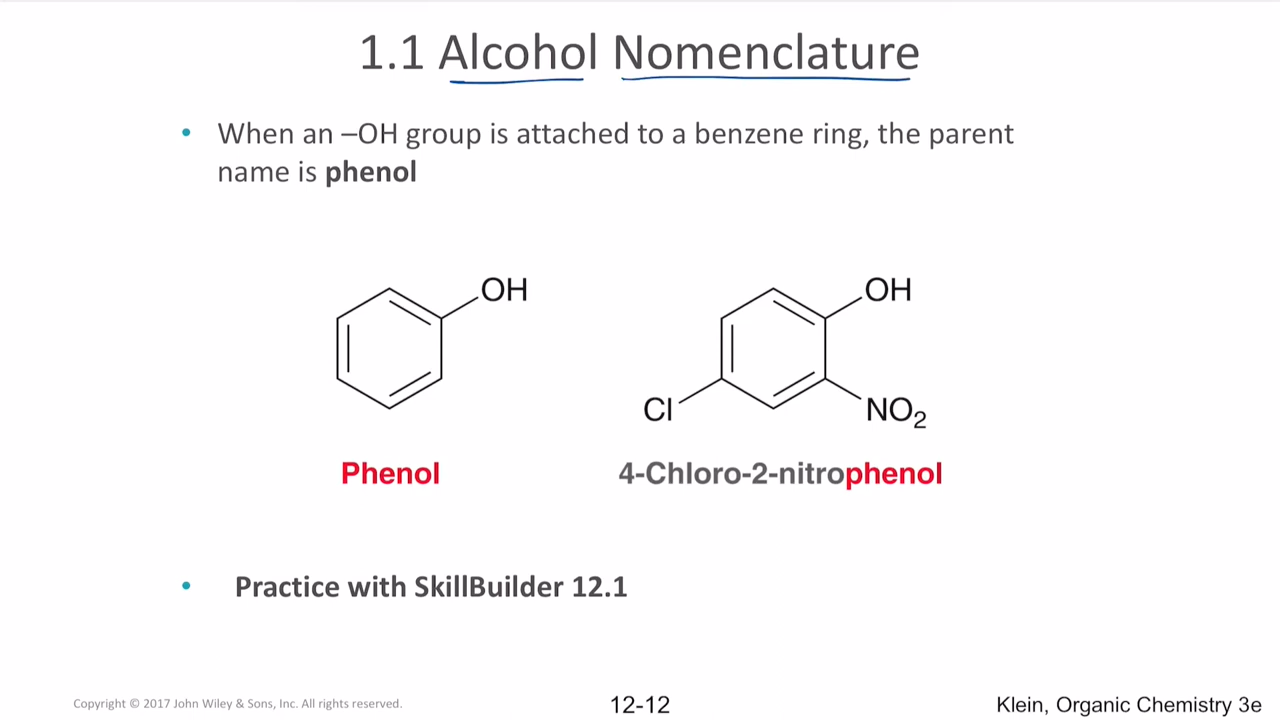 1.1 Alcohol Nomenclature
• When an –OH group is attached to a benzene ring, the parent
name is phenol
OH
OH
Cl
NO₂
Phenol
4-Chloro-2-nitrophenol
• Practice with SkillBuilder 12.1
Copyright © 2017 John Wiley & Sons, Inc. All rights reserved.
12-12
Klein, Organic Chemistry 3e